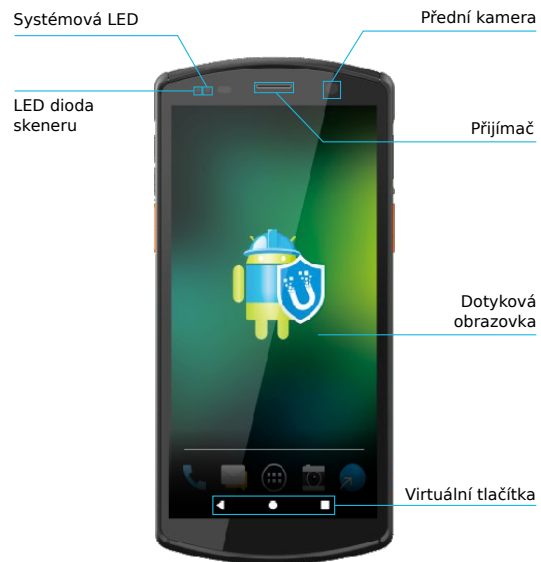 Systémová LED
Přední kamera
LED dioda
skeneru
Přijímač
Dotyková
obrazovka
Virtuální tlačítka